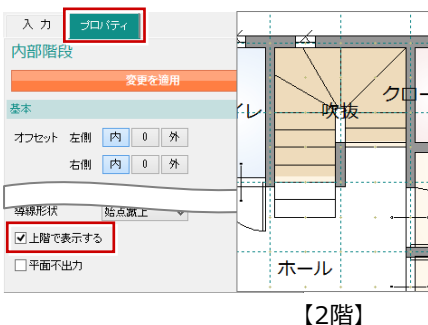 入 力
プロパティ
内部階段
変更を適用
基本
オフセット 左側 内 0 外
右側 内 0 外
導線形状 始点蹴上
上階で表示する
平面不出力
イレ
吹抜
クロー
ホール
【2階】